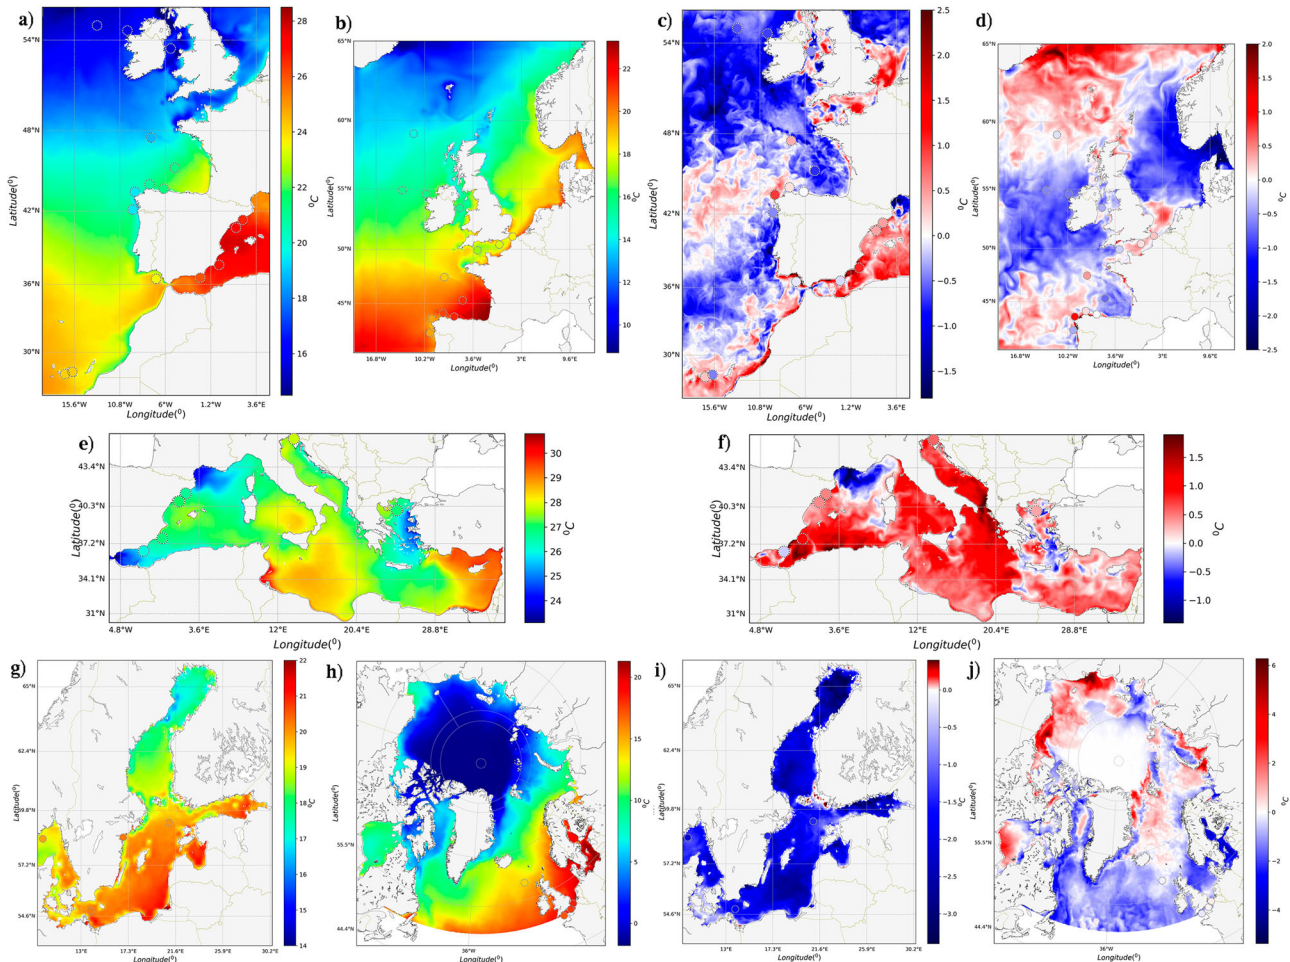 a)
54°N
48°N
42°N
36°N
30°N
15.6°W 10.8°W 6°W 1.2°W 3.6°E
Latitude(⁰)
Longitude(⁰)
28
26
24
22
20
18
16
⁰C
b)
65°N
60°N
55°N
50°N
45°N
16.8°W 10.2°W 3.6°W 3°E 9.6°E
Latitude(⁰)
Longitude(⁰)
22
20
18
16
14
12
10
⁰C
c)
54°N
48°N
42°N
36°N
30°N
15.6°W 10.8°W 6°W 1.2°W 3.6°E
Latitude(⁰)
Longitude(⁰)
2.5
2.0
1.5
1.0
0.5
0.0
−0.5
−1.0
−1.5
⁰C
d)
65°N
60°N
55°N
50°N
45°N
16.8°W 10.2°W 3.6°W 3°E 9.6°E
Latitude(⁰)
Longitude(⁰)
2.0
1.5
1.0
0.5
0.0
−0.5
−1.0
−1.5
−2.0
−2.5
⁰C
e)
43.4°N
40.3°N
37.2°N
34.1°N
31°N
4.8°W 3.6°E 12°E 20.4°E 28.8°E
Latitude(⁰)
Longitude(⁰)
30
29
28
27
26
25
24
⁰C
f)
43.4°N
40.3°N
37.2°N
34.1°N
31°N
4.8°W 3.6°E 12°E 20.4°E 28.8°E
Latitude(⁰)
Longitude(⁰)
1.5
1.0
0.5
0.0
−0.5
−1.0
⁰C
g)
65°N
62.4°N
59.8°N
57.2°N
54.6°N
13°E 17.3°E 21.6°E 25.9°E 30.2°E
Latitude(⁰)
Longitude(⁰)
22
21
20
19
18
17
16
15
14
⁰C
h)
55.5°N
44.4°N
36°W
Latitude(⁰)
Longitude(⁰)
20
15
10
5
0
⁰C
i)
65°N
62.4°N
59.8°N
57.2°N
54.6°N
13°E 17.3°E 21.6°E 25.9°E 30.2°E
Latitude(⁰)
Longitude(⁰)
0.0
−0.5
−1.0
−1.5
−2.0
−2.5
−3.0
⁰C
j)
55.5°N
44.4°N
36°W
Latitude(⁰)
Longitude(⁰)
6
4
2
0
−2
−4
⁰C